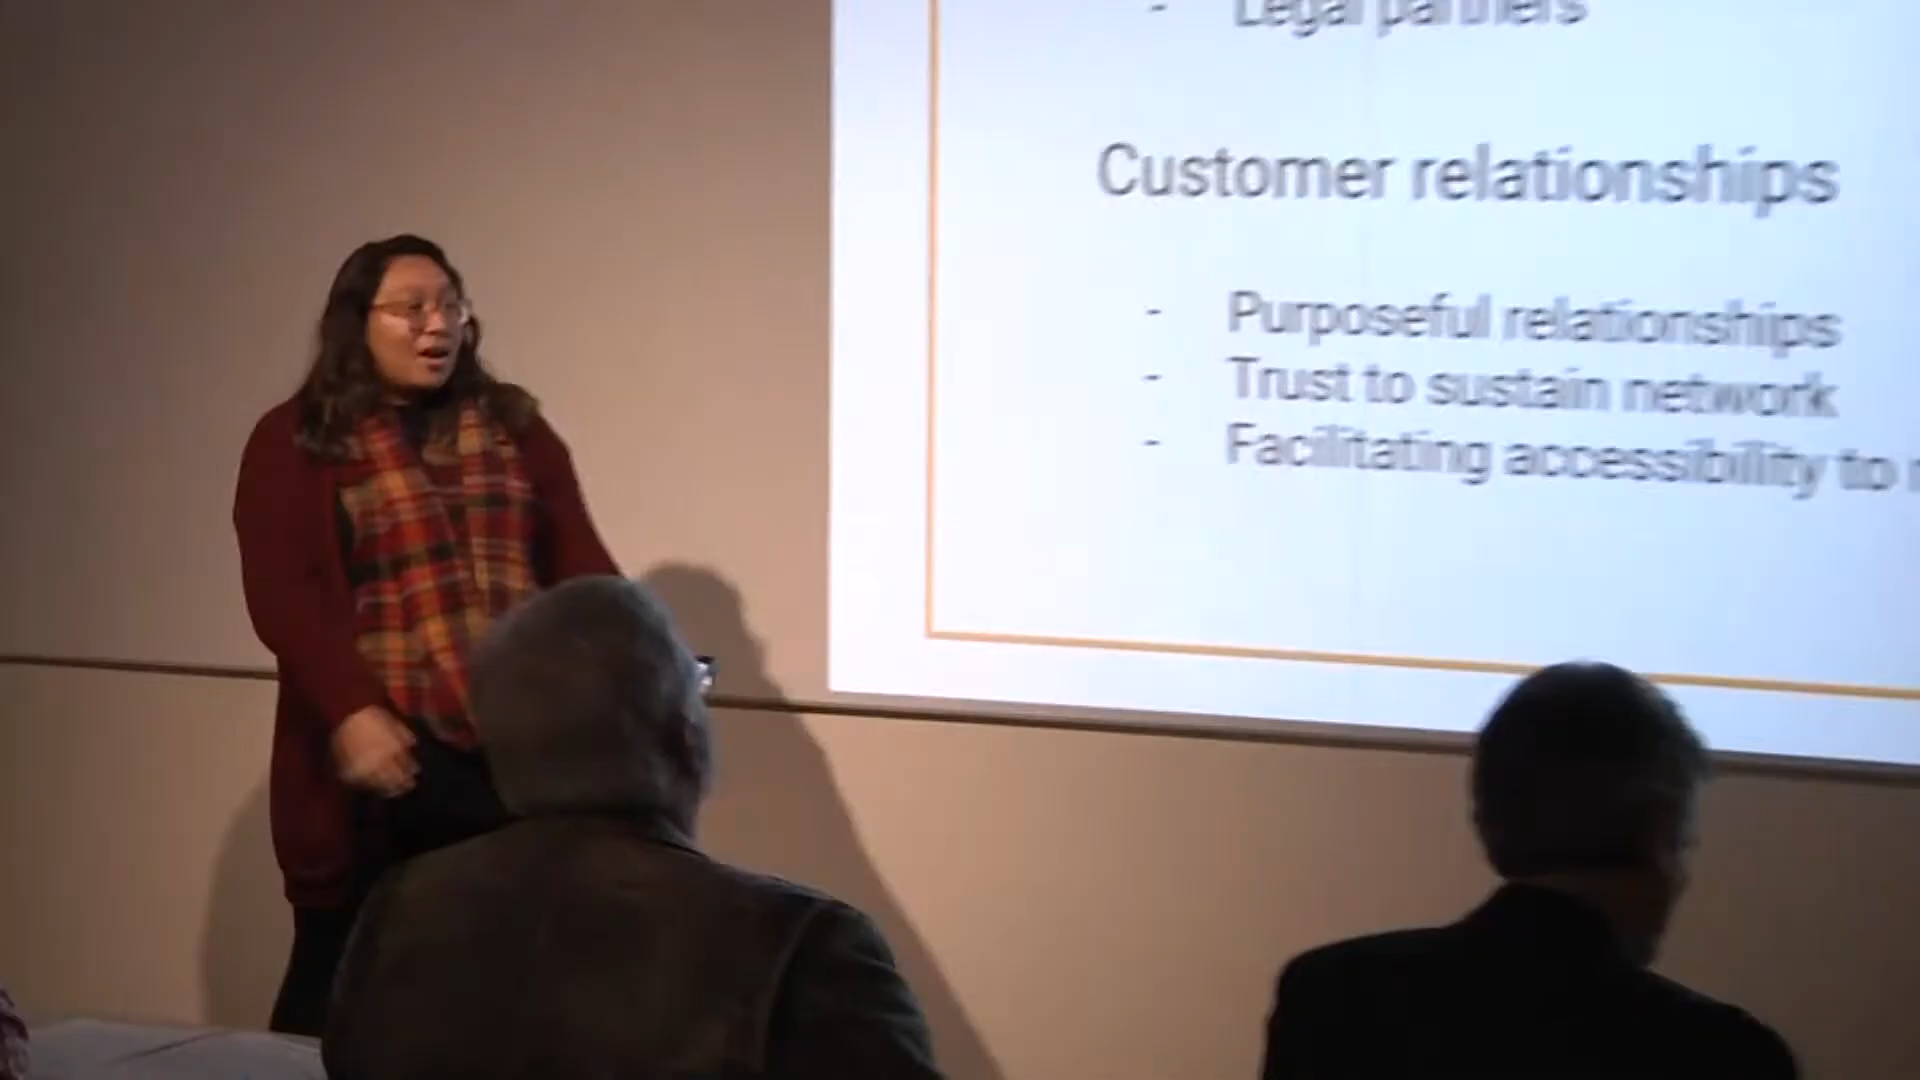 - Legal partners
Customer relationships
- Purposeful relationships
- Trust to sustain network
- Facilitating accessibility to